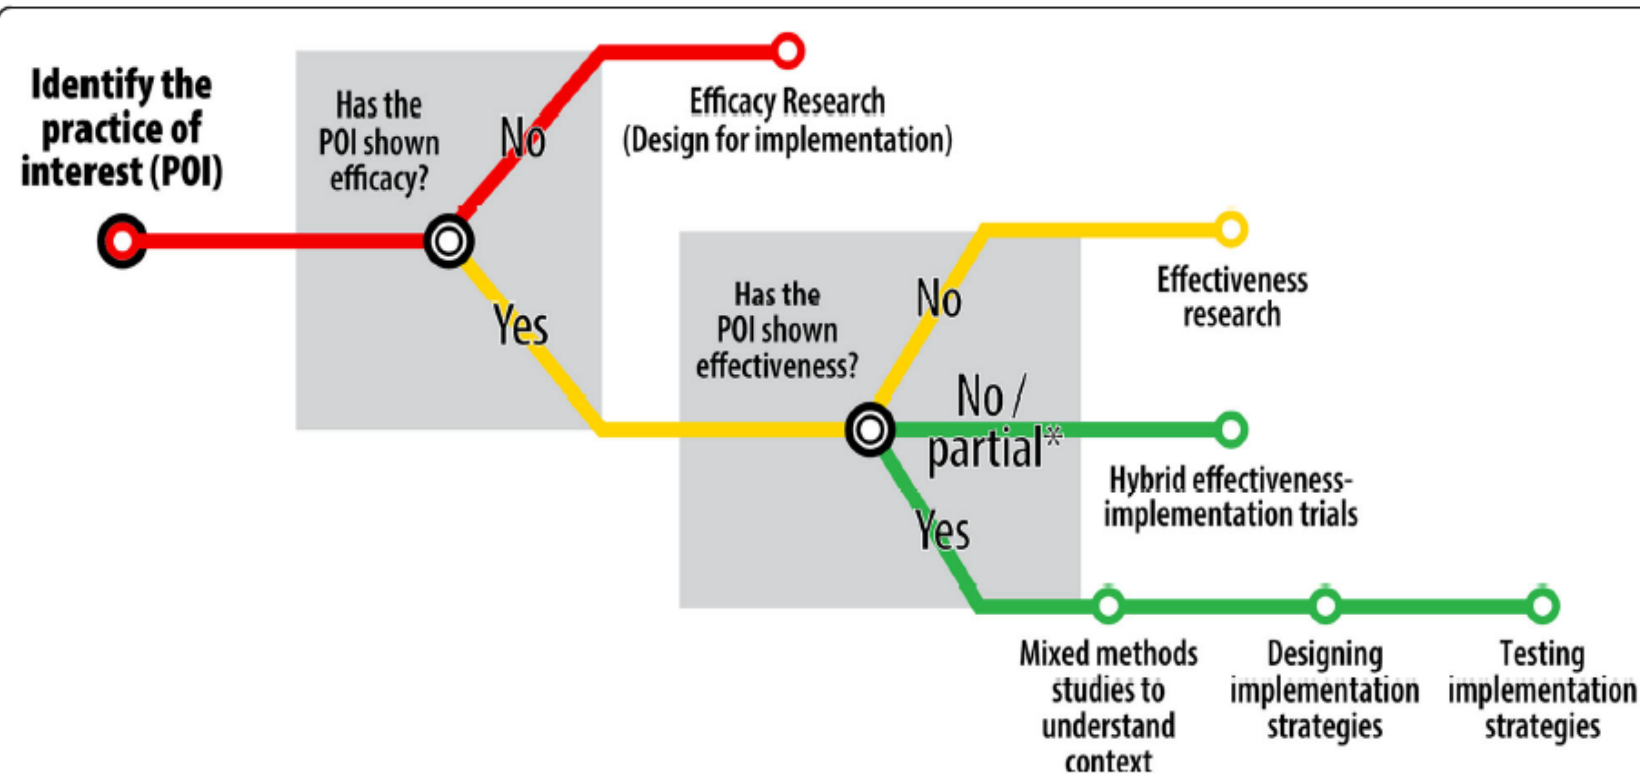 Identify the
practice of
interest (POI)
Has the
POI shown
efficacy?
No
Yes
Efficacy Research
(Design for implementation)
Has the
POI shown
effectiveness?
No
No /
partial*
Yes
Effectiveness
research
Hybrid effectiveness-
implementation trials
Mixed methods
studies to
understand
context
Designing
implementation
strategies
Testing
implementation
strategies